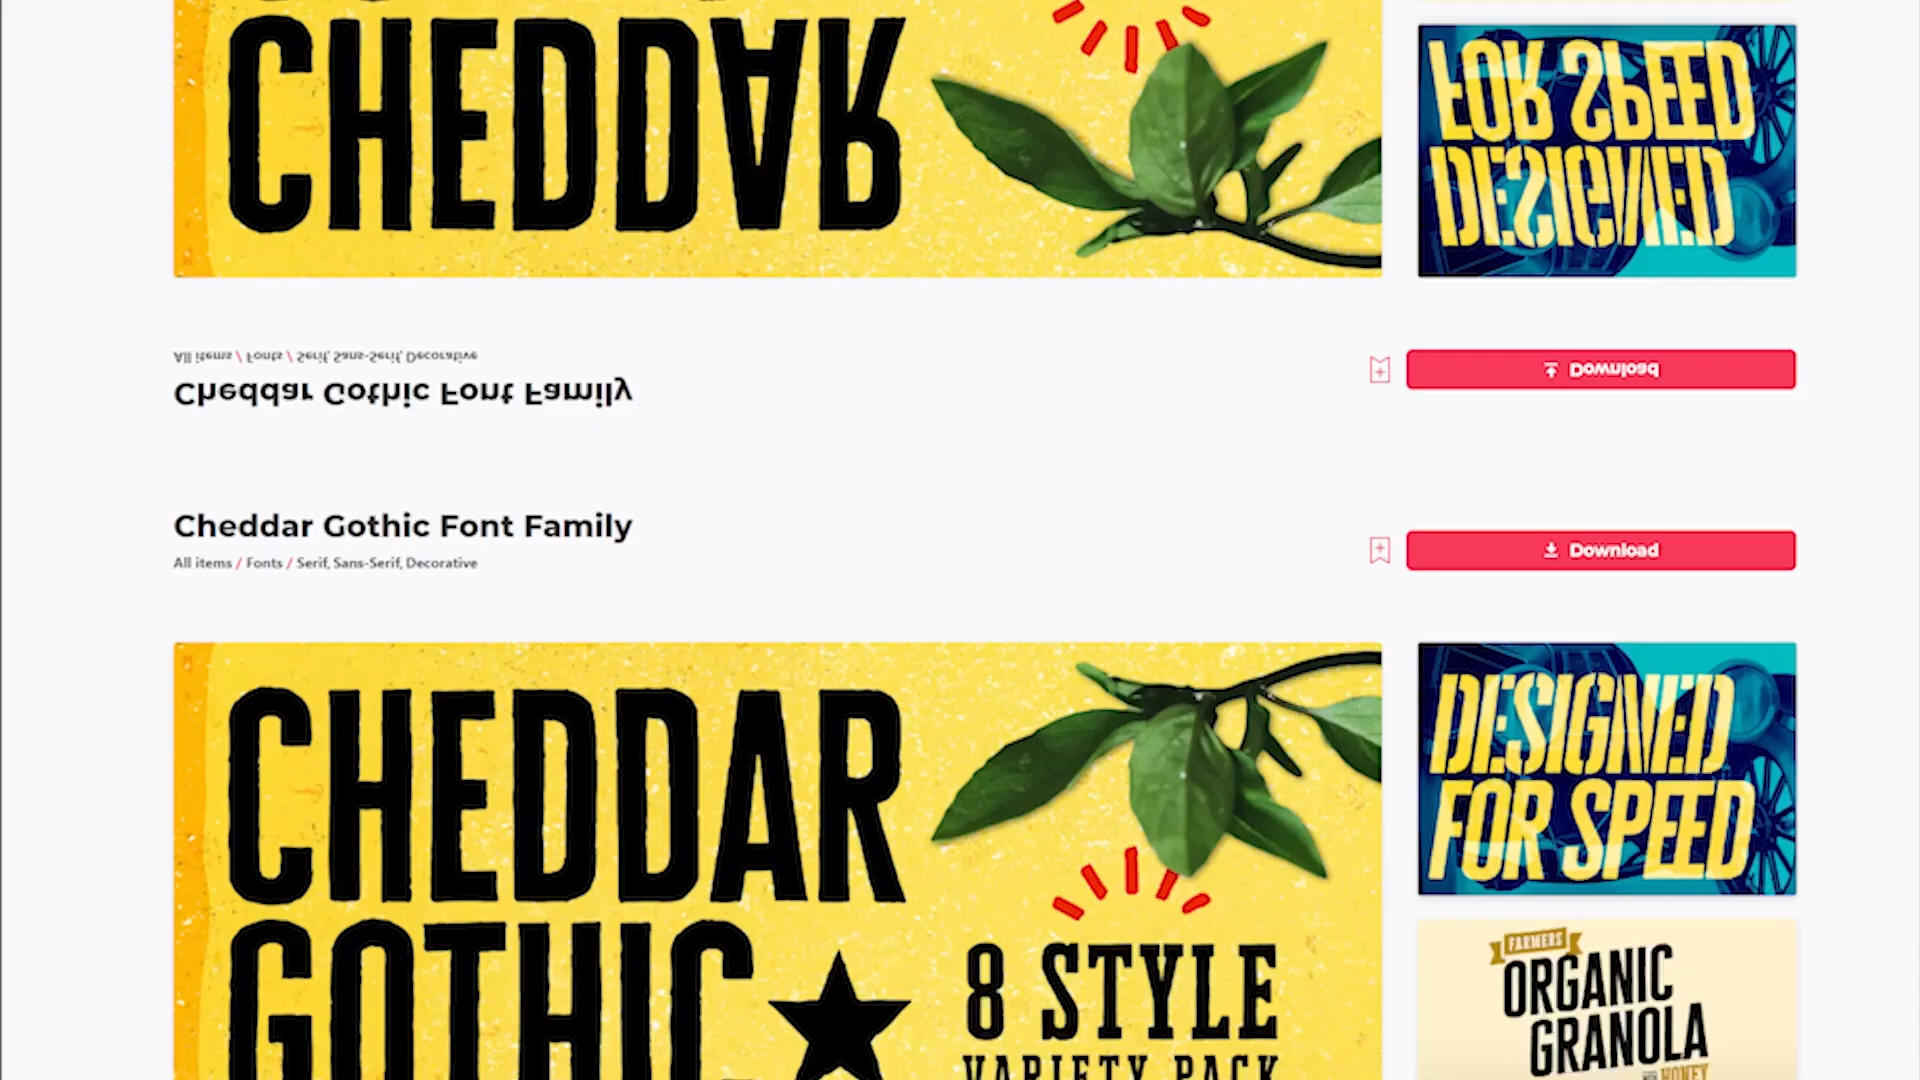 CHEDDAR
FOR SPEED
DESIGNED
All items / Fonts / Serif, Sans-Serif, Decorative
Cheddar Gothic Font Family
Download
Cheddar Gothic Font Family
All items / Fonts / Serif, Sans-Serif, Decorative
Download
CHEDDAR
GOTHIC
8 STYLE
VARIETY PACK
DESIGNED
FOR SPEED
FARMERS
ORGANIC
GRANOLA
HONEY